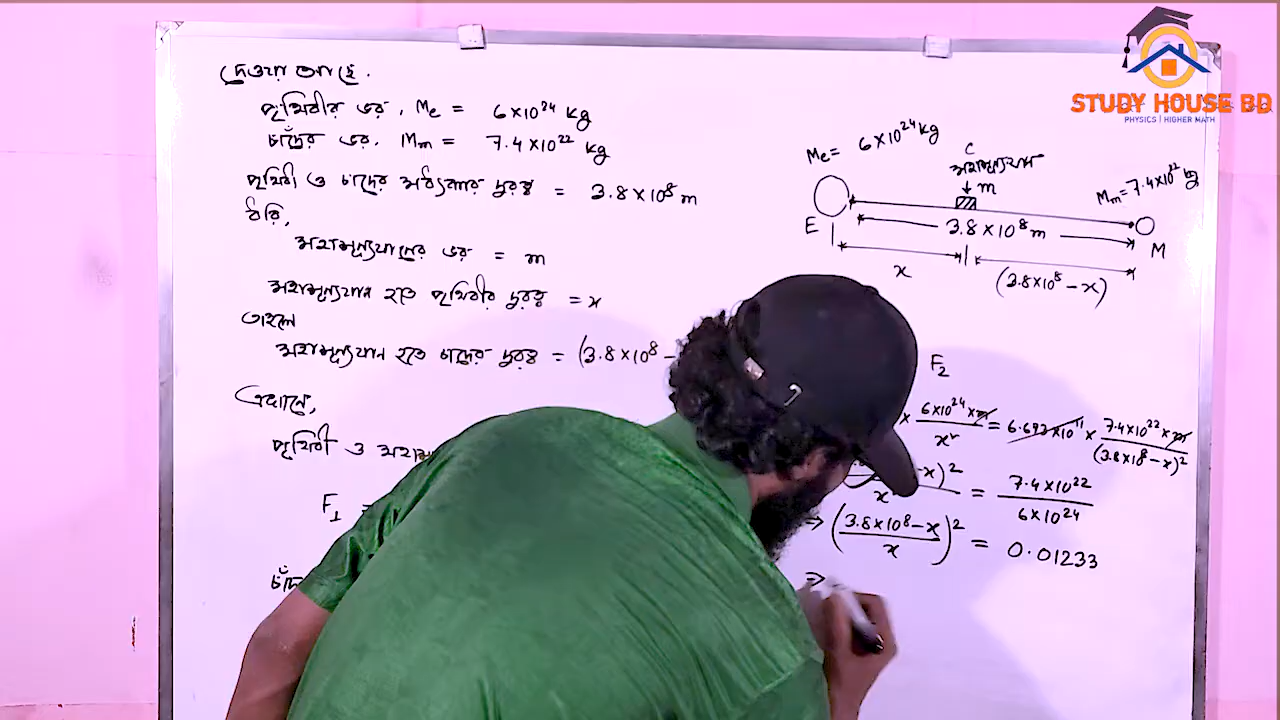 দেওয়া আছে.
পৃথিবীর ভর, Me = 6×10²⁴ kg
চাঁদের ভর, Mm = 7.4×10²² kg
পৃথিবী ও চাঁদের মধ্যকার দূরত্ব = 3.8×10⁸ m
ধরি,
মহাশূন্যযানের ভর = m
মহাশূন্যযান হতে পৃথিবীর দূরত্ব = x
তাহলে
মহাশূন্যযান হতে চাঁদের দূরত্ব = (3.8×10⁸ -
এখানে,
পৃথিবী ও
F₁ =
STUDY HOUSE BD
PHYSICS | HIGHER MATH
Me = 6×10²⁴ kg
C
মহাশূন্যযান
m
Mm = 7.4×10²² kg
E
3.8×10⁸ m
M
x
(3.8×10⁸ - x)
F₂
× 6×10²⁴×m / x² = 6.673×10⁻¹¹ × 7.4×10²²×m / (3.8×10⁸ - x)²
-x)² / x² = 7.4×10²² / 6×10²⁴
⇒ (3.8×10⁸ - x / x)² = 0.01233
⇒